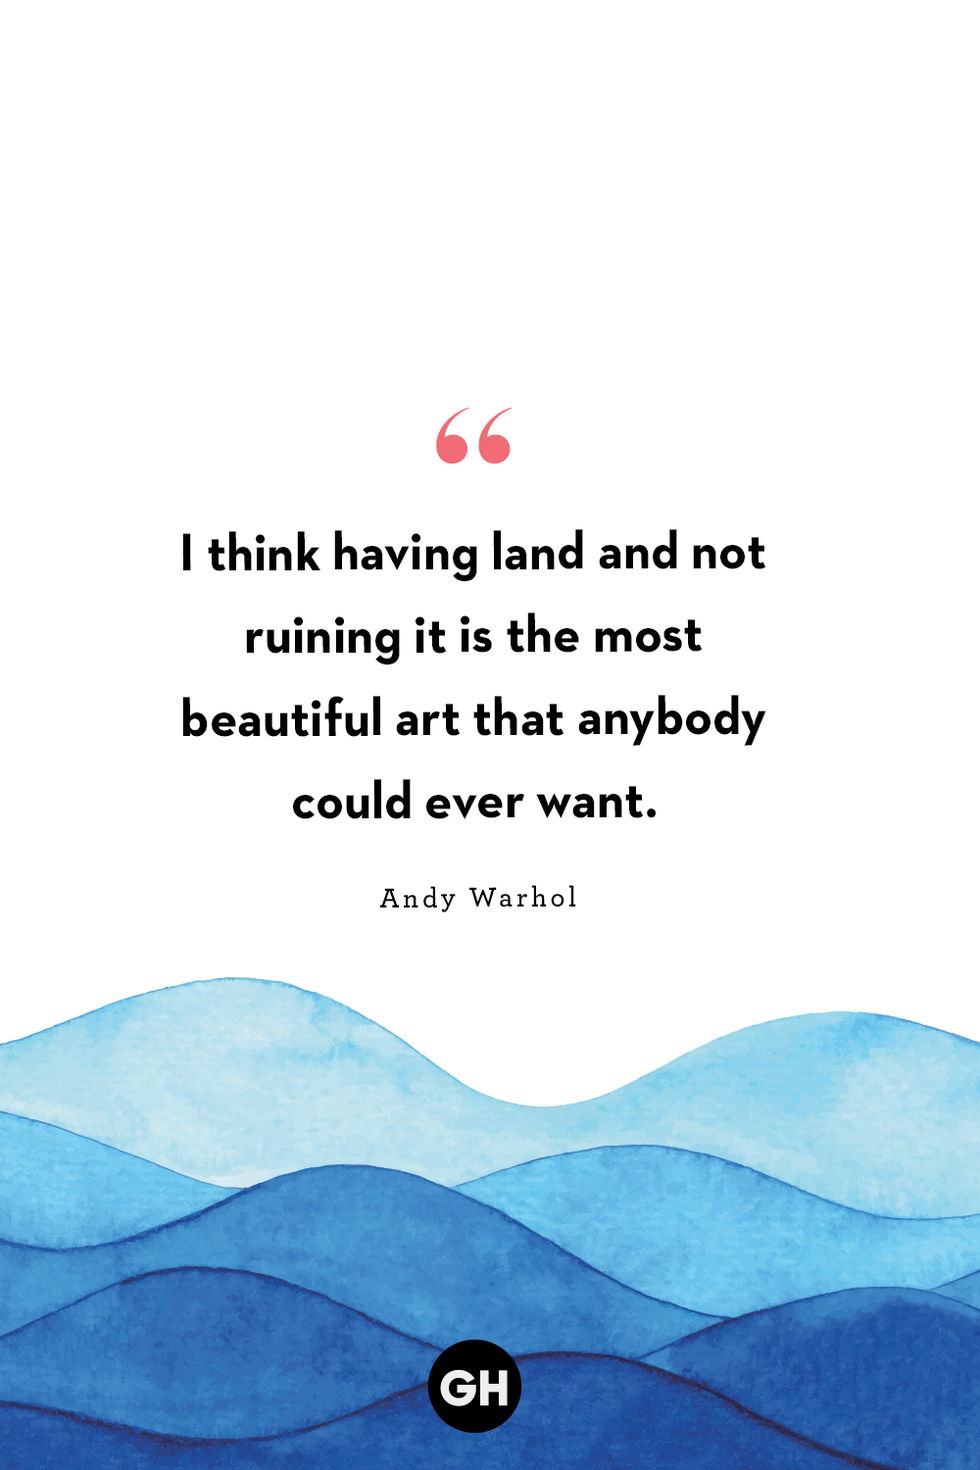 “
I think having land and not
ruining it is the most
beautiful art that anybody
could ever want.
Andy Warhol
GH